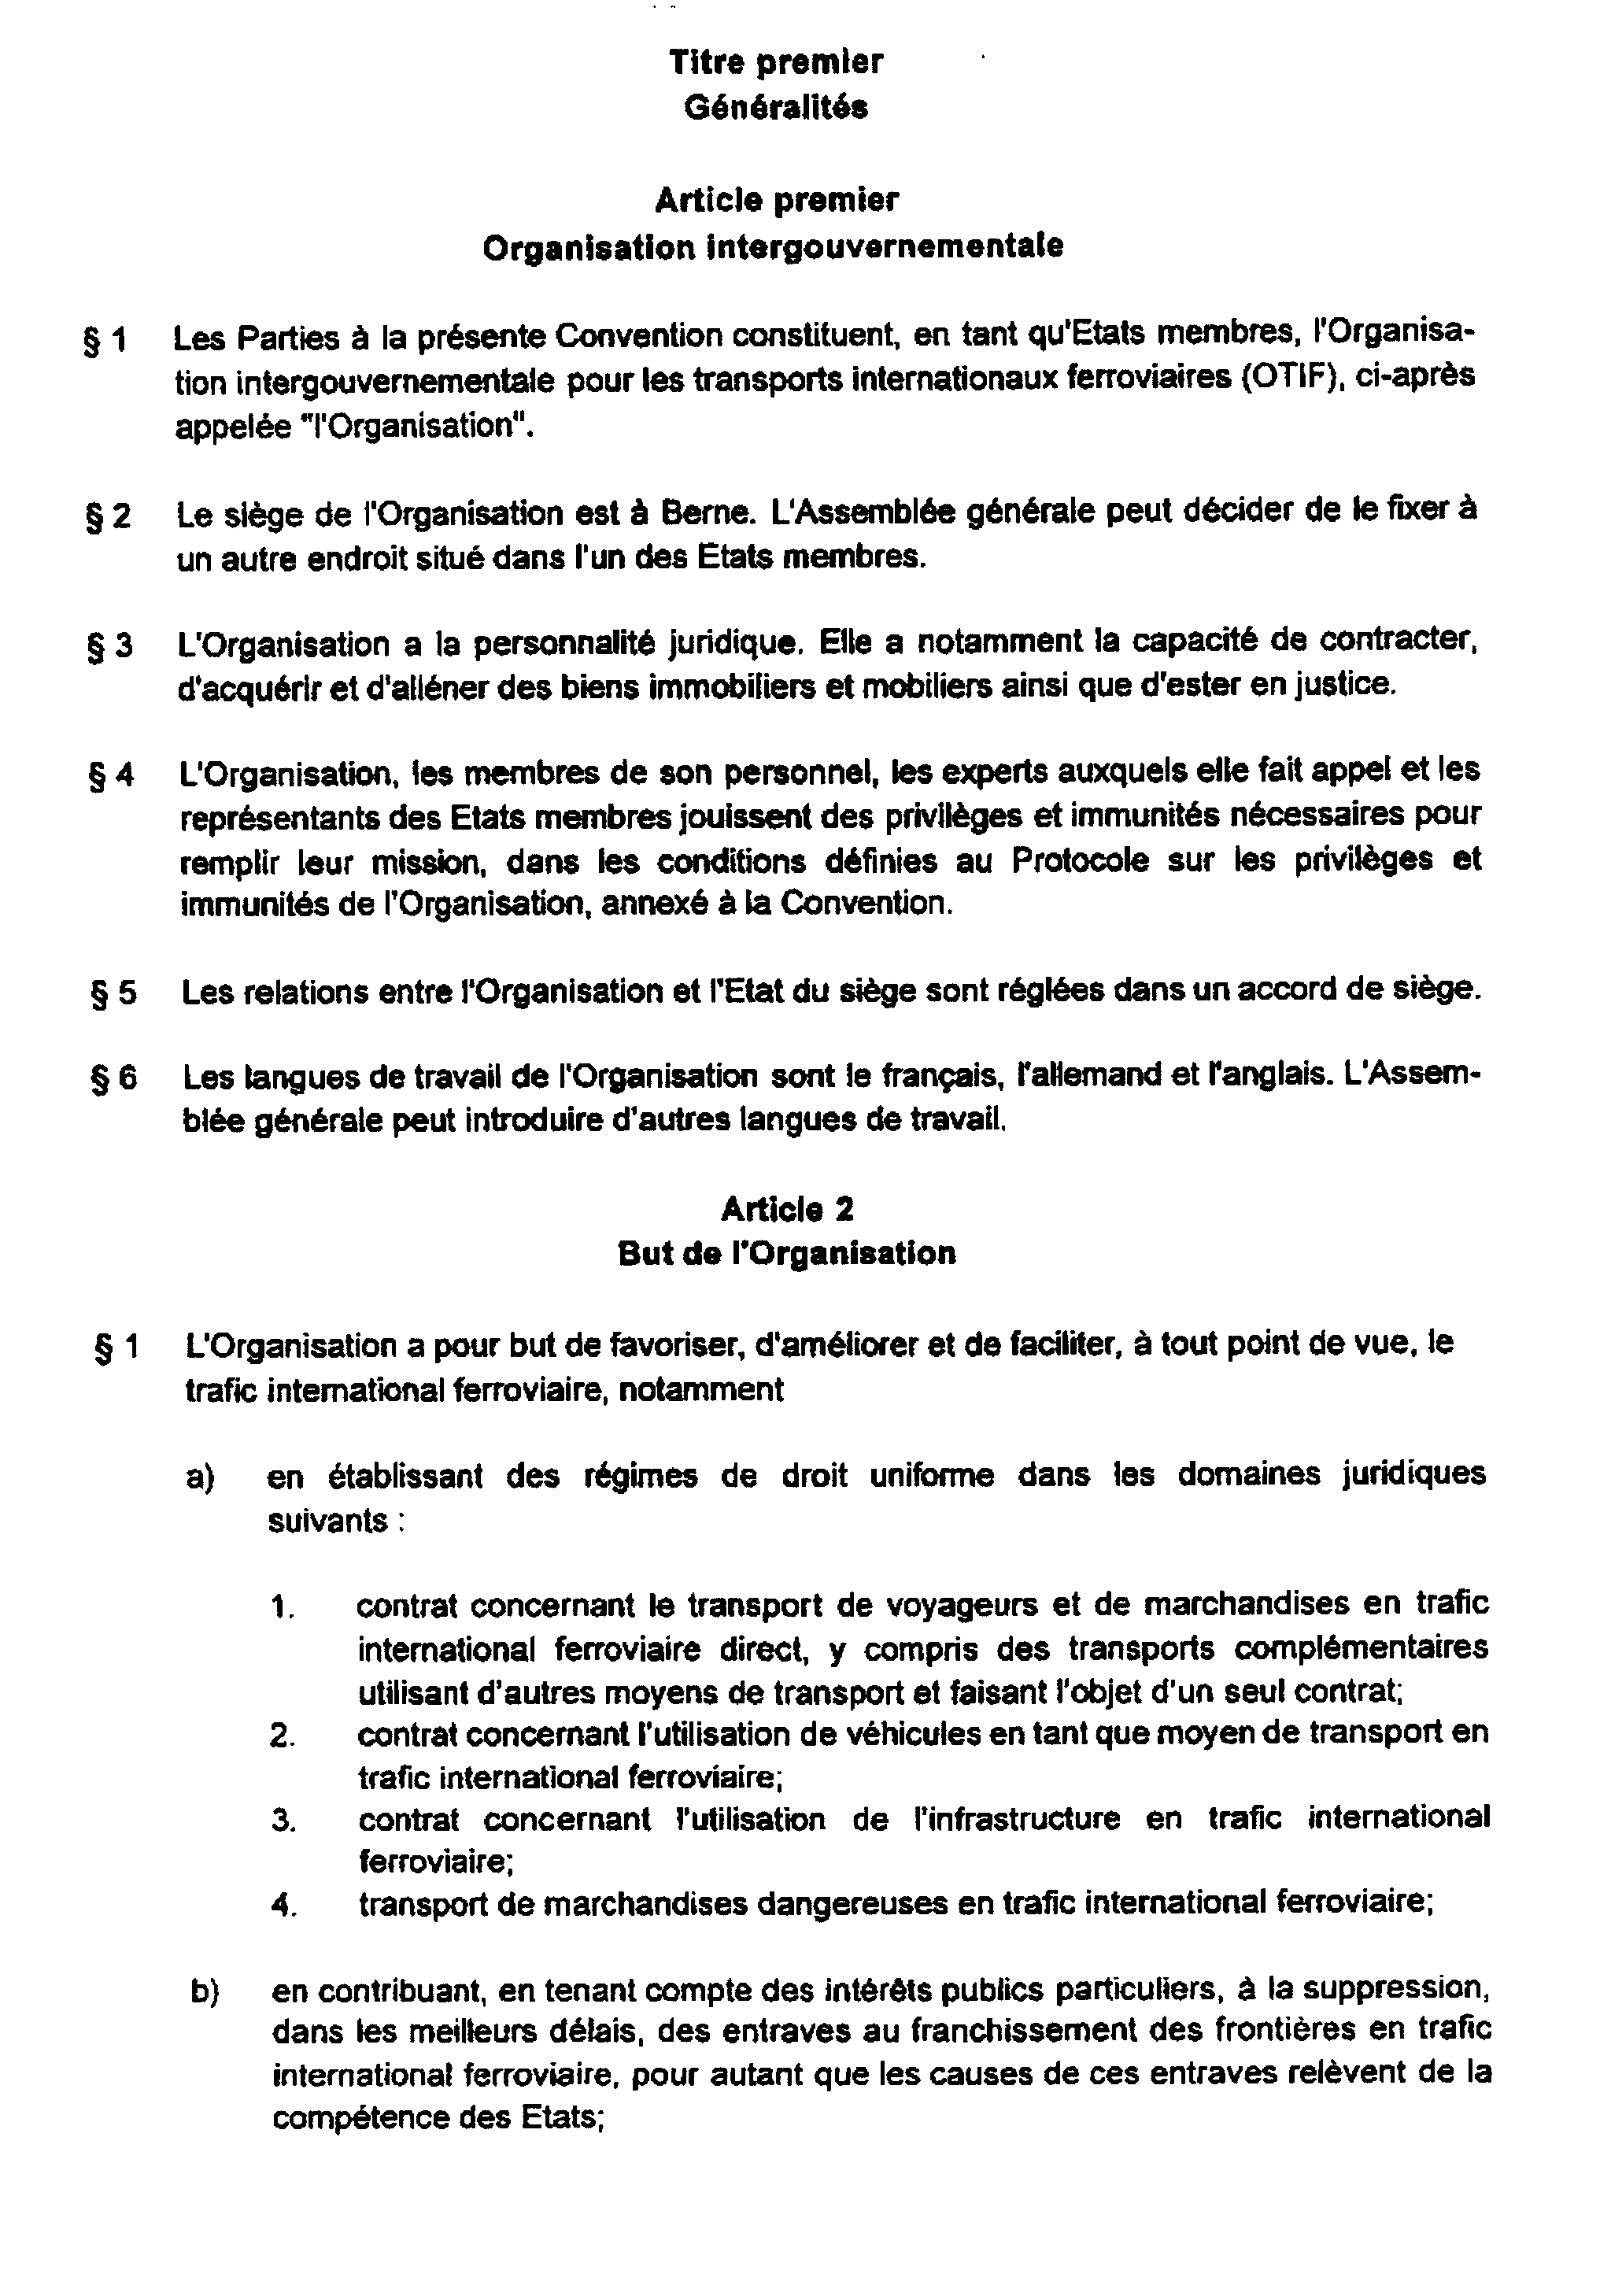 Titre premier
Généralités
Article premier
Organisation intergouvernementale
§ 1 Les Parties à la présente Convention constituent, en tant qu'Etats membres, l'Organisa-
tion intergouvernementale pour les transports internationaux ferroviaires (OTIF), ci-après
appelée "l'Organisation".
§ 2 Le siège de l'Organisation est à Berne. L'Assemblée générale peut décider de le fixer à
un autre endroit situé dans l'un des Etats membres.
§ 3 L'Organisation a la personnalité juridique. Elle a notamment la capacité de contracter,
d'acquérir et d'aliéner des biens immobiliers et mobiliers ainsi que d'ester en justice.
§ 4 L'Organisation, les membres de son personnel, les experts auxquels elle fait appel et les
représentants des Etats membres jouissent des privilèges et immunités nécessaires pour
remplir leur mission, dans les conditions définies au Protocole sur les privilèges et
immunités de l'Organisation, annexé à la Convention.
§ 5 Les relations entre l'Organisation et l'Etat du siège sont réglées dans un accord de siège.
§ 6 Les langues de travail de l'Organisation sont le français, l'allemand et l'anglais. L'Assem-
blée générale peut introduire d'autres langues de travail.
Article 2
But de l'Organisation
§ 1 L'Organisation a pour but de favoriser, d'améliorer et de faciliter, à tout point de vue, le
trafic international ferroviaire, notamment
a) en établissant des régimes de droit uniforme dans les domaines juridiques
suivants :
1. contrat concernant le transport de voyageurs et de marchandises en trafic
international ferroviaire direct, y compris des transports complémentaires
utilisant d'autres moyens de transport et faisant l'objet d'un seul contrat;
2. contrat concernant l'utilisation de véhicules en tant que moyen de transport en
trafic international ferroviaire;
3. contrat concernant l'utilisation de l'infrastructure en trafic international
ferroviaire;
4. transport de marchandises dangereuses en trafic international ferroviaire;
b) en contribuant, en tenant compte des intérêts publics particuliers, à la suppression,
dans les meilleurs délais, des entraves au franchissement des frontières en trafic
international ferroviaire, pour autant que les causes de ces entraves relèvent de la
compétence des Etats;